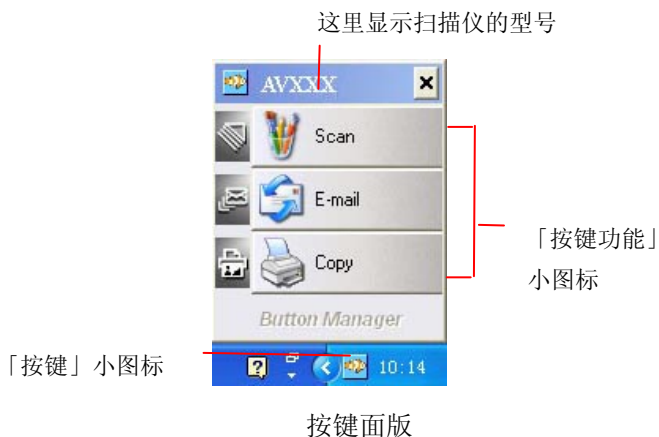 这里显示扫描仪的型号
AVXXX
Scan
E-mail
Copy
「按键功能」
小图标
Button Manager
「按键」小图标
10:14
按键面版